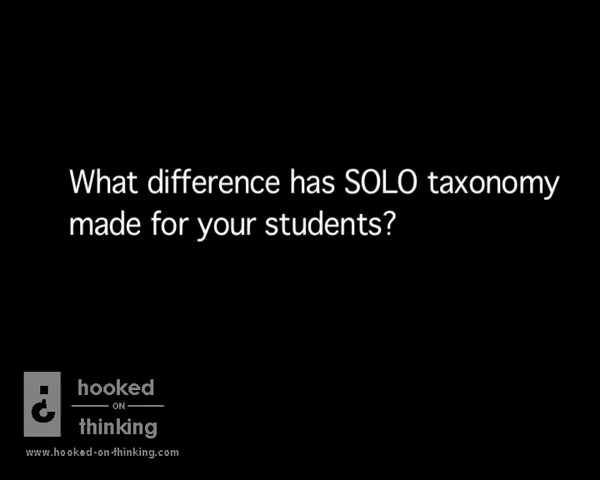 What difference has SOLO taxonomy
made for your students?
hooked
ON
thinking
www.hooked-on-thinking.com